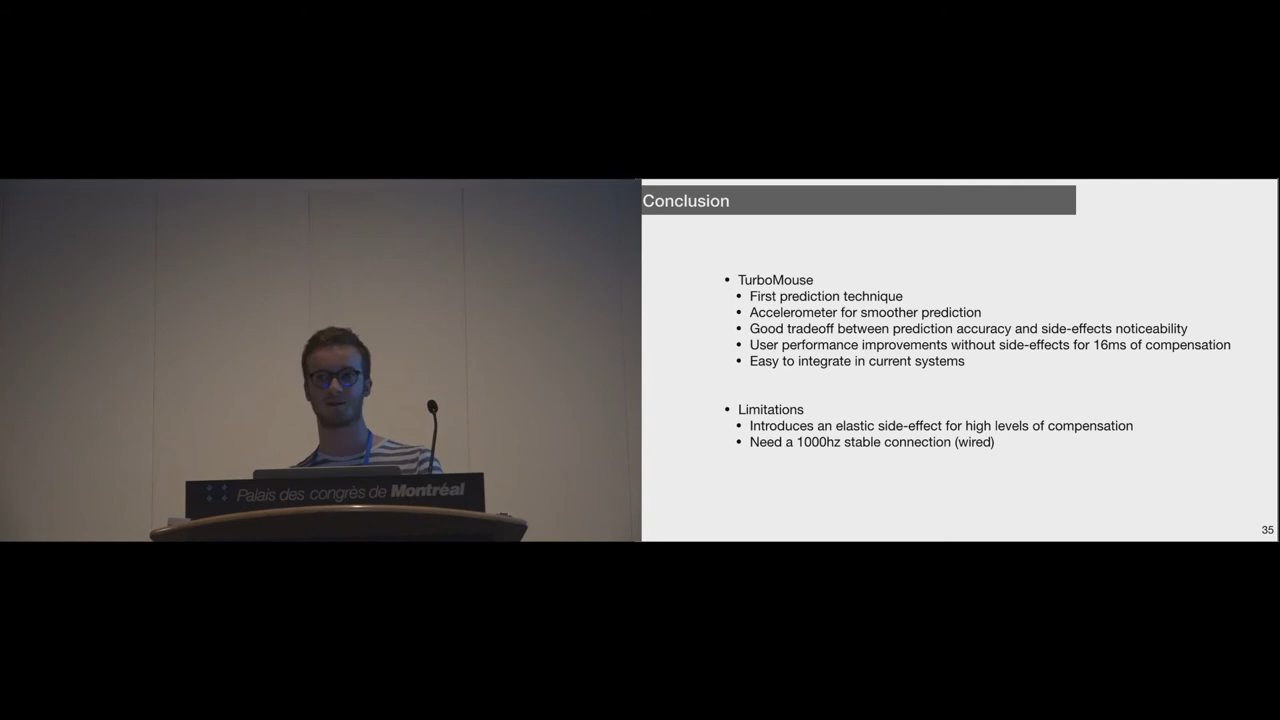 Conclusion
• TurboMouse
• First prediction technique
• Accelerometer for smoother prediction
• Good tradeoff between prediction accuracy and side-effects noticeability
• User performance improvements without side-effects for 16ms of compensation
• Easy to integrate in current systems
• Limitations
• Introduces an elastic side-effect for high levels of compensation
• Need a 1000hz stable connection (wired)
35
Palais des congrès de Montréal